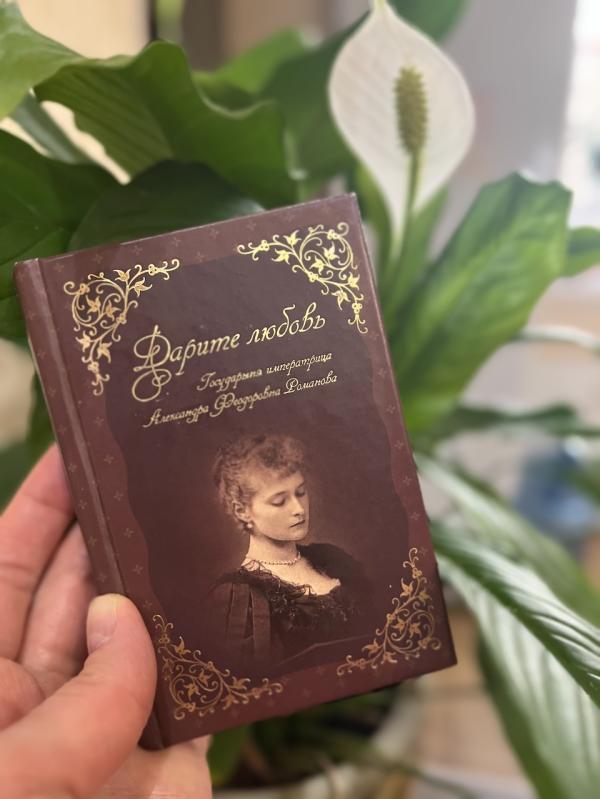 Дарите любовь
Государыня императрица
Александра Феодоровна Романова